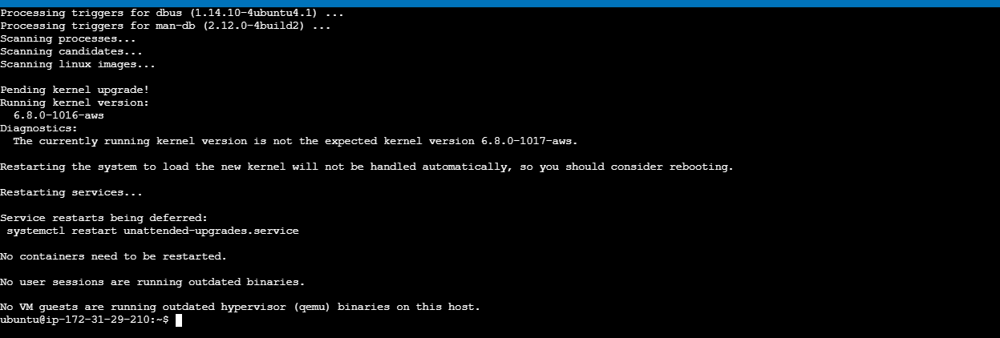 Processing triggers for dbus (1.14.10-4ubuntu4.1) ...
Processing triggers for man-db (2.12.0-4build2) ...
Scanning processes...
Scanning candidates...
Scanning linux images...
Pending kernel upgrade!
Running kernel version:
  6.8.0-1016-aws
Diagnostics:
  The currently running kernel version is not the expected kernel version 6.8.0-1017-aws.
Restarting the system to load the new kernel will not be handled automatically, so you should consider rebooting.
Restarting services...
Service restarts being deferred:
 systemctl restart unattended-upgrades.service
No containers need to be restarted.
No user sessions are running outdated binaries.
No VM guests are running outdated hypervisor (qemu) binaries on this host.
ubuntu@ip-172-31-29-210:~$